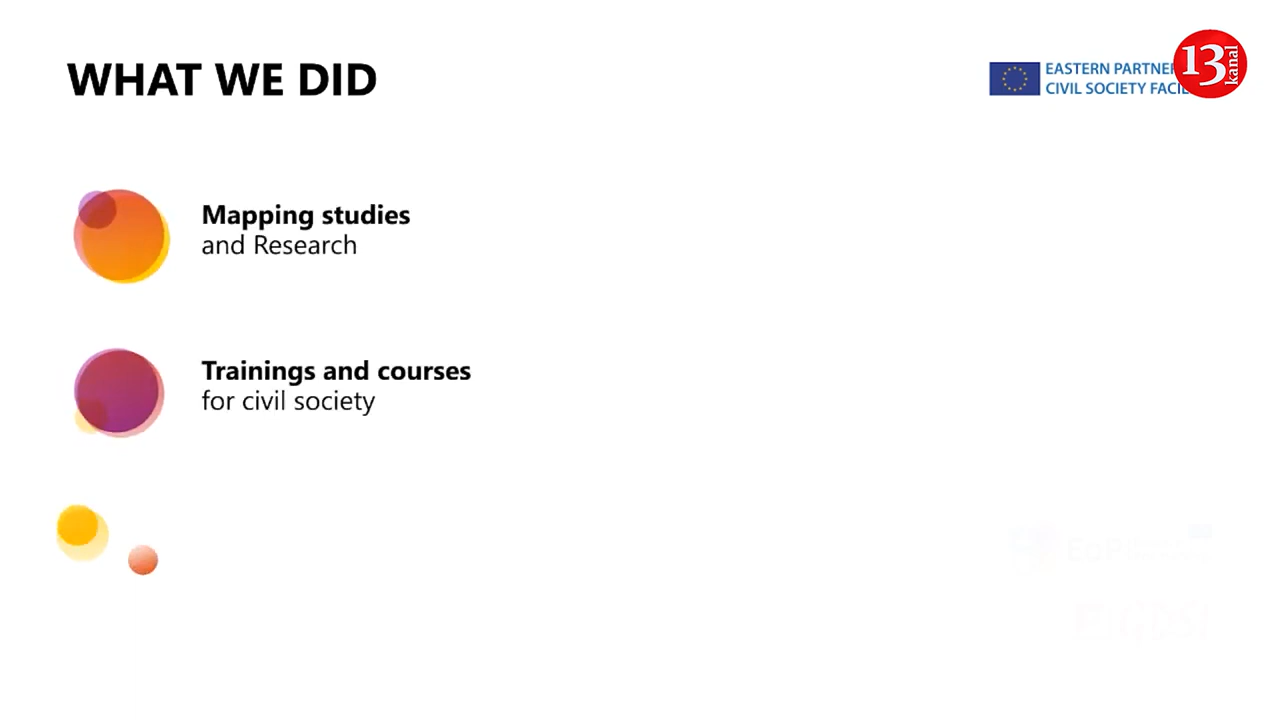 WHAT WE DID
EASTERN PARTNE
CIVIL SOCIETY FACIL
13
kanal
Mapping studies
and Research
Trainings and courses
for civil society